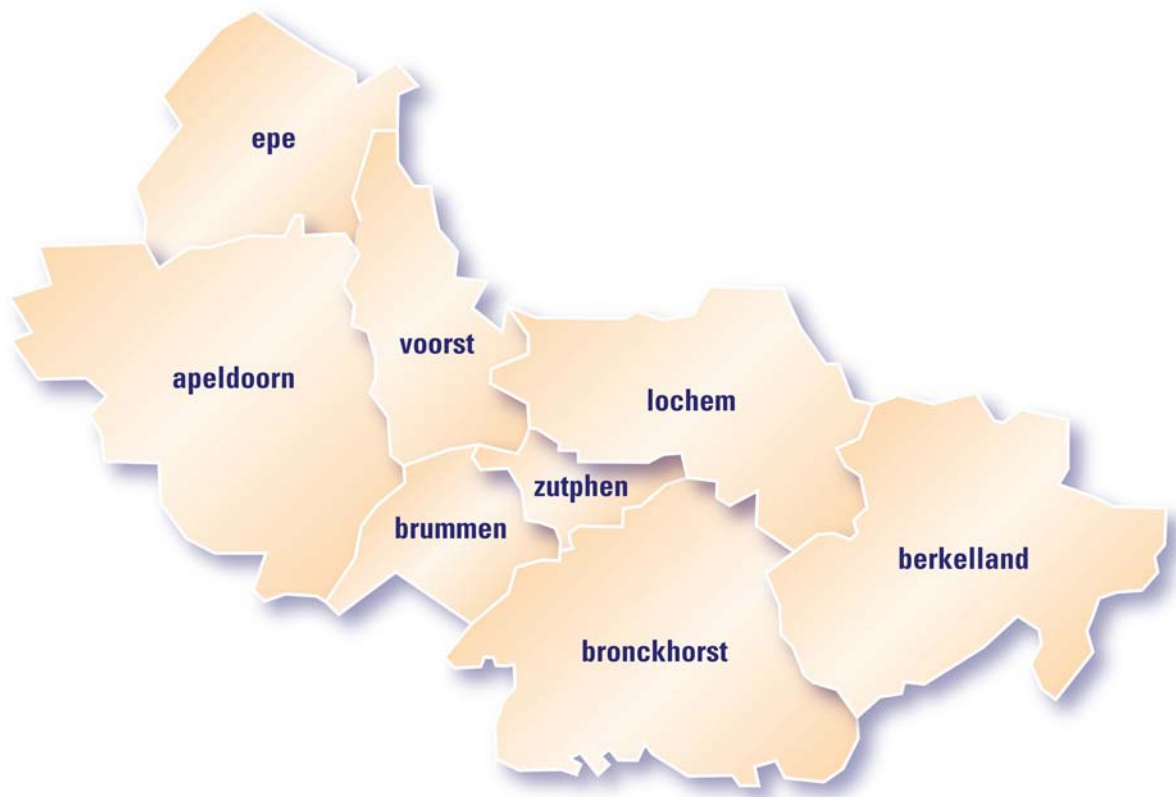 epe
voorst
apeldoorn
lochem
zutphen
brummen
berkelland
bronckhorst